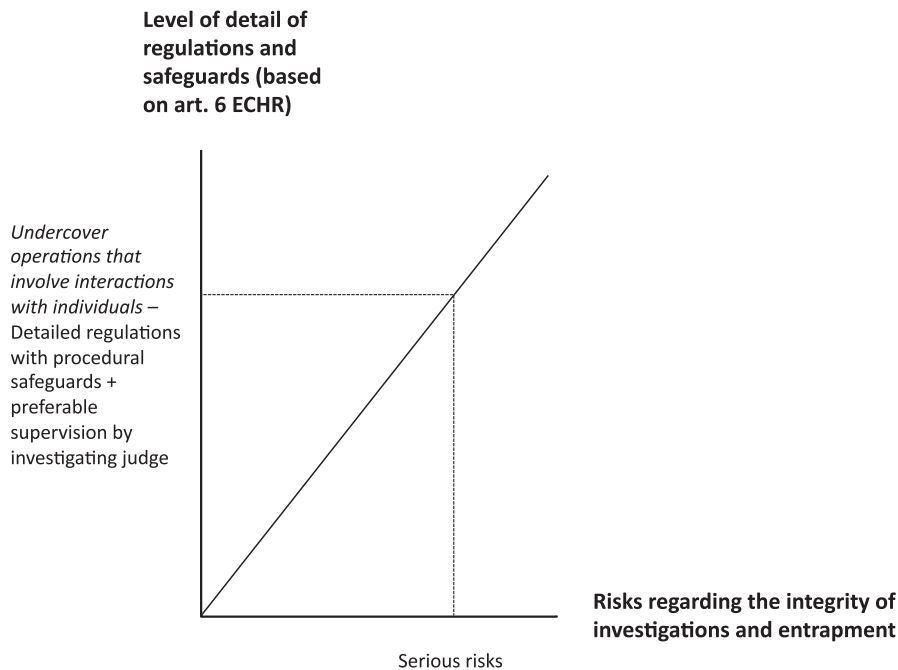 Level of detail of
regulations and
safeguards (based
on art. 6 ECHR)
Undercover
operations that
involve interactions
with individuals –
Detailed regulations
with procedural
safeguards +
preferable
supervision by
investigating judge
Risks regarding the integrity of
investigations and entrapment
Serious risks